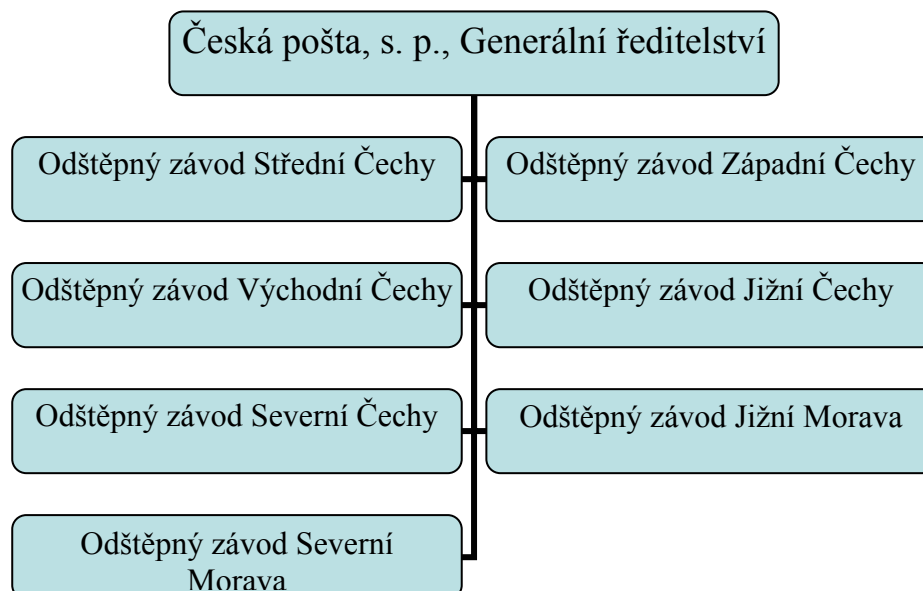 Česká pošta, s. p., Generální ředitelství
Odštěpný závod Střední Čechy
Odštěpný závod Západní Čechy
Odštěpný závod Východní Čechy
Odštěpný závod Jižní Čechy
Odštěpný závod Severní Čechy
Odštěpný závod Jižní Morava
Odštěpný závod Severní
Morava